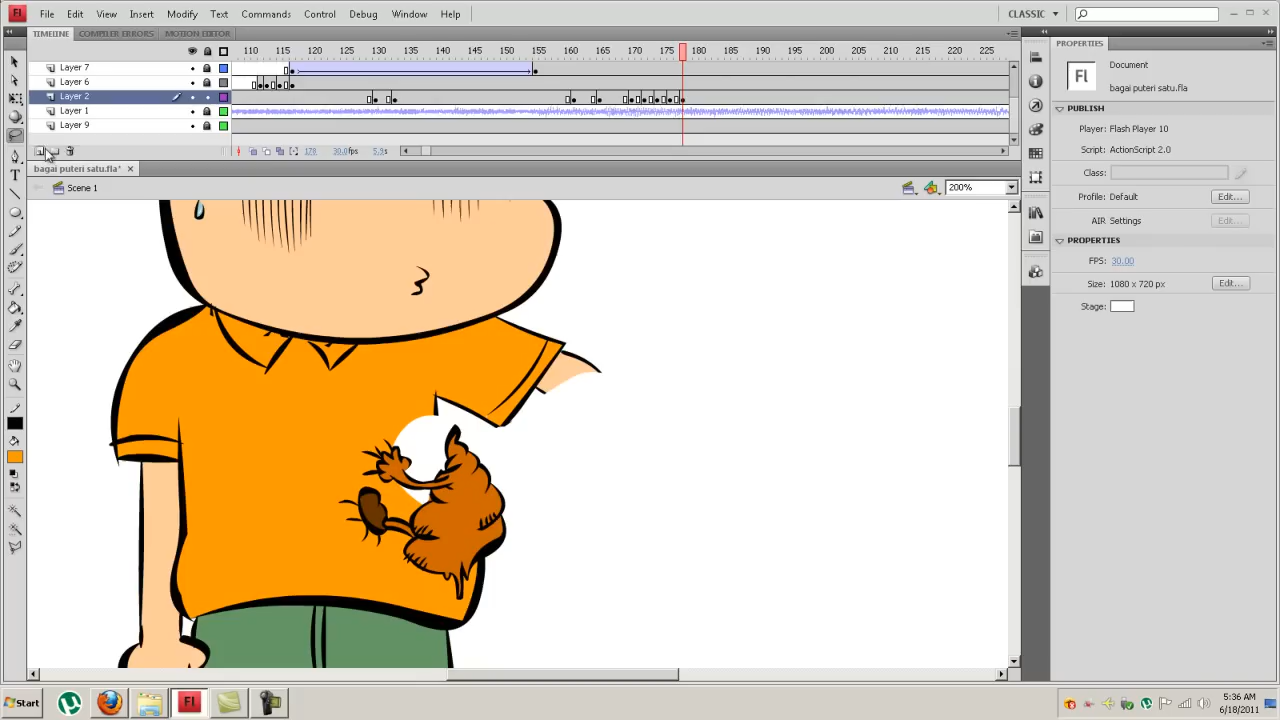 Fl File Edit View Insert Modify Text Commands Control Debug Window Help CLASSIC
TIMELINE COMPILER ERRORS MOTION EDITOR
110 115 120 125 130 135 140 145 150 155 160 165 170 175 180 185 190 195 200 205 210 215 220 225
Layer 7
Layer 6
Layer 2
Layer 1
Layer 9
178 30.0fps 5.9s
bagai puteri satu.fla*
Scene 1 200%
PROPERTIES
Fl Document
bagai puteri satu.fla
PUBLISH
Player: Flash Player 10
Script: ActionScript 2.0
Class:
Profile: Default Edit...
AIR Settings Edit...
PROPERTIES
FPS: 30.00
Size: 1080 x 720 px Edit...
Stage:
Start Fl 5:36 AM
6/18/2011